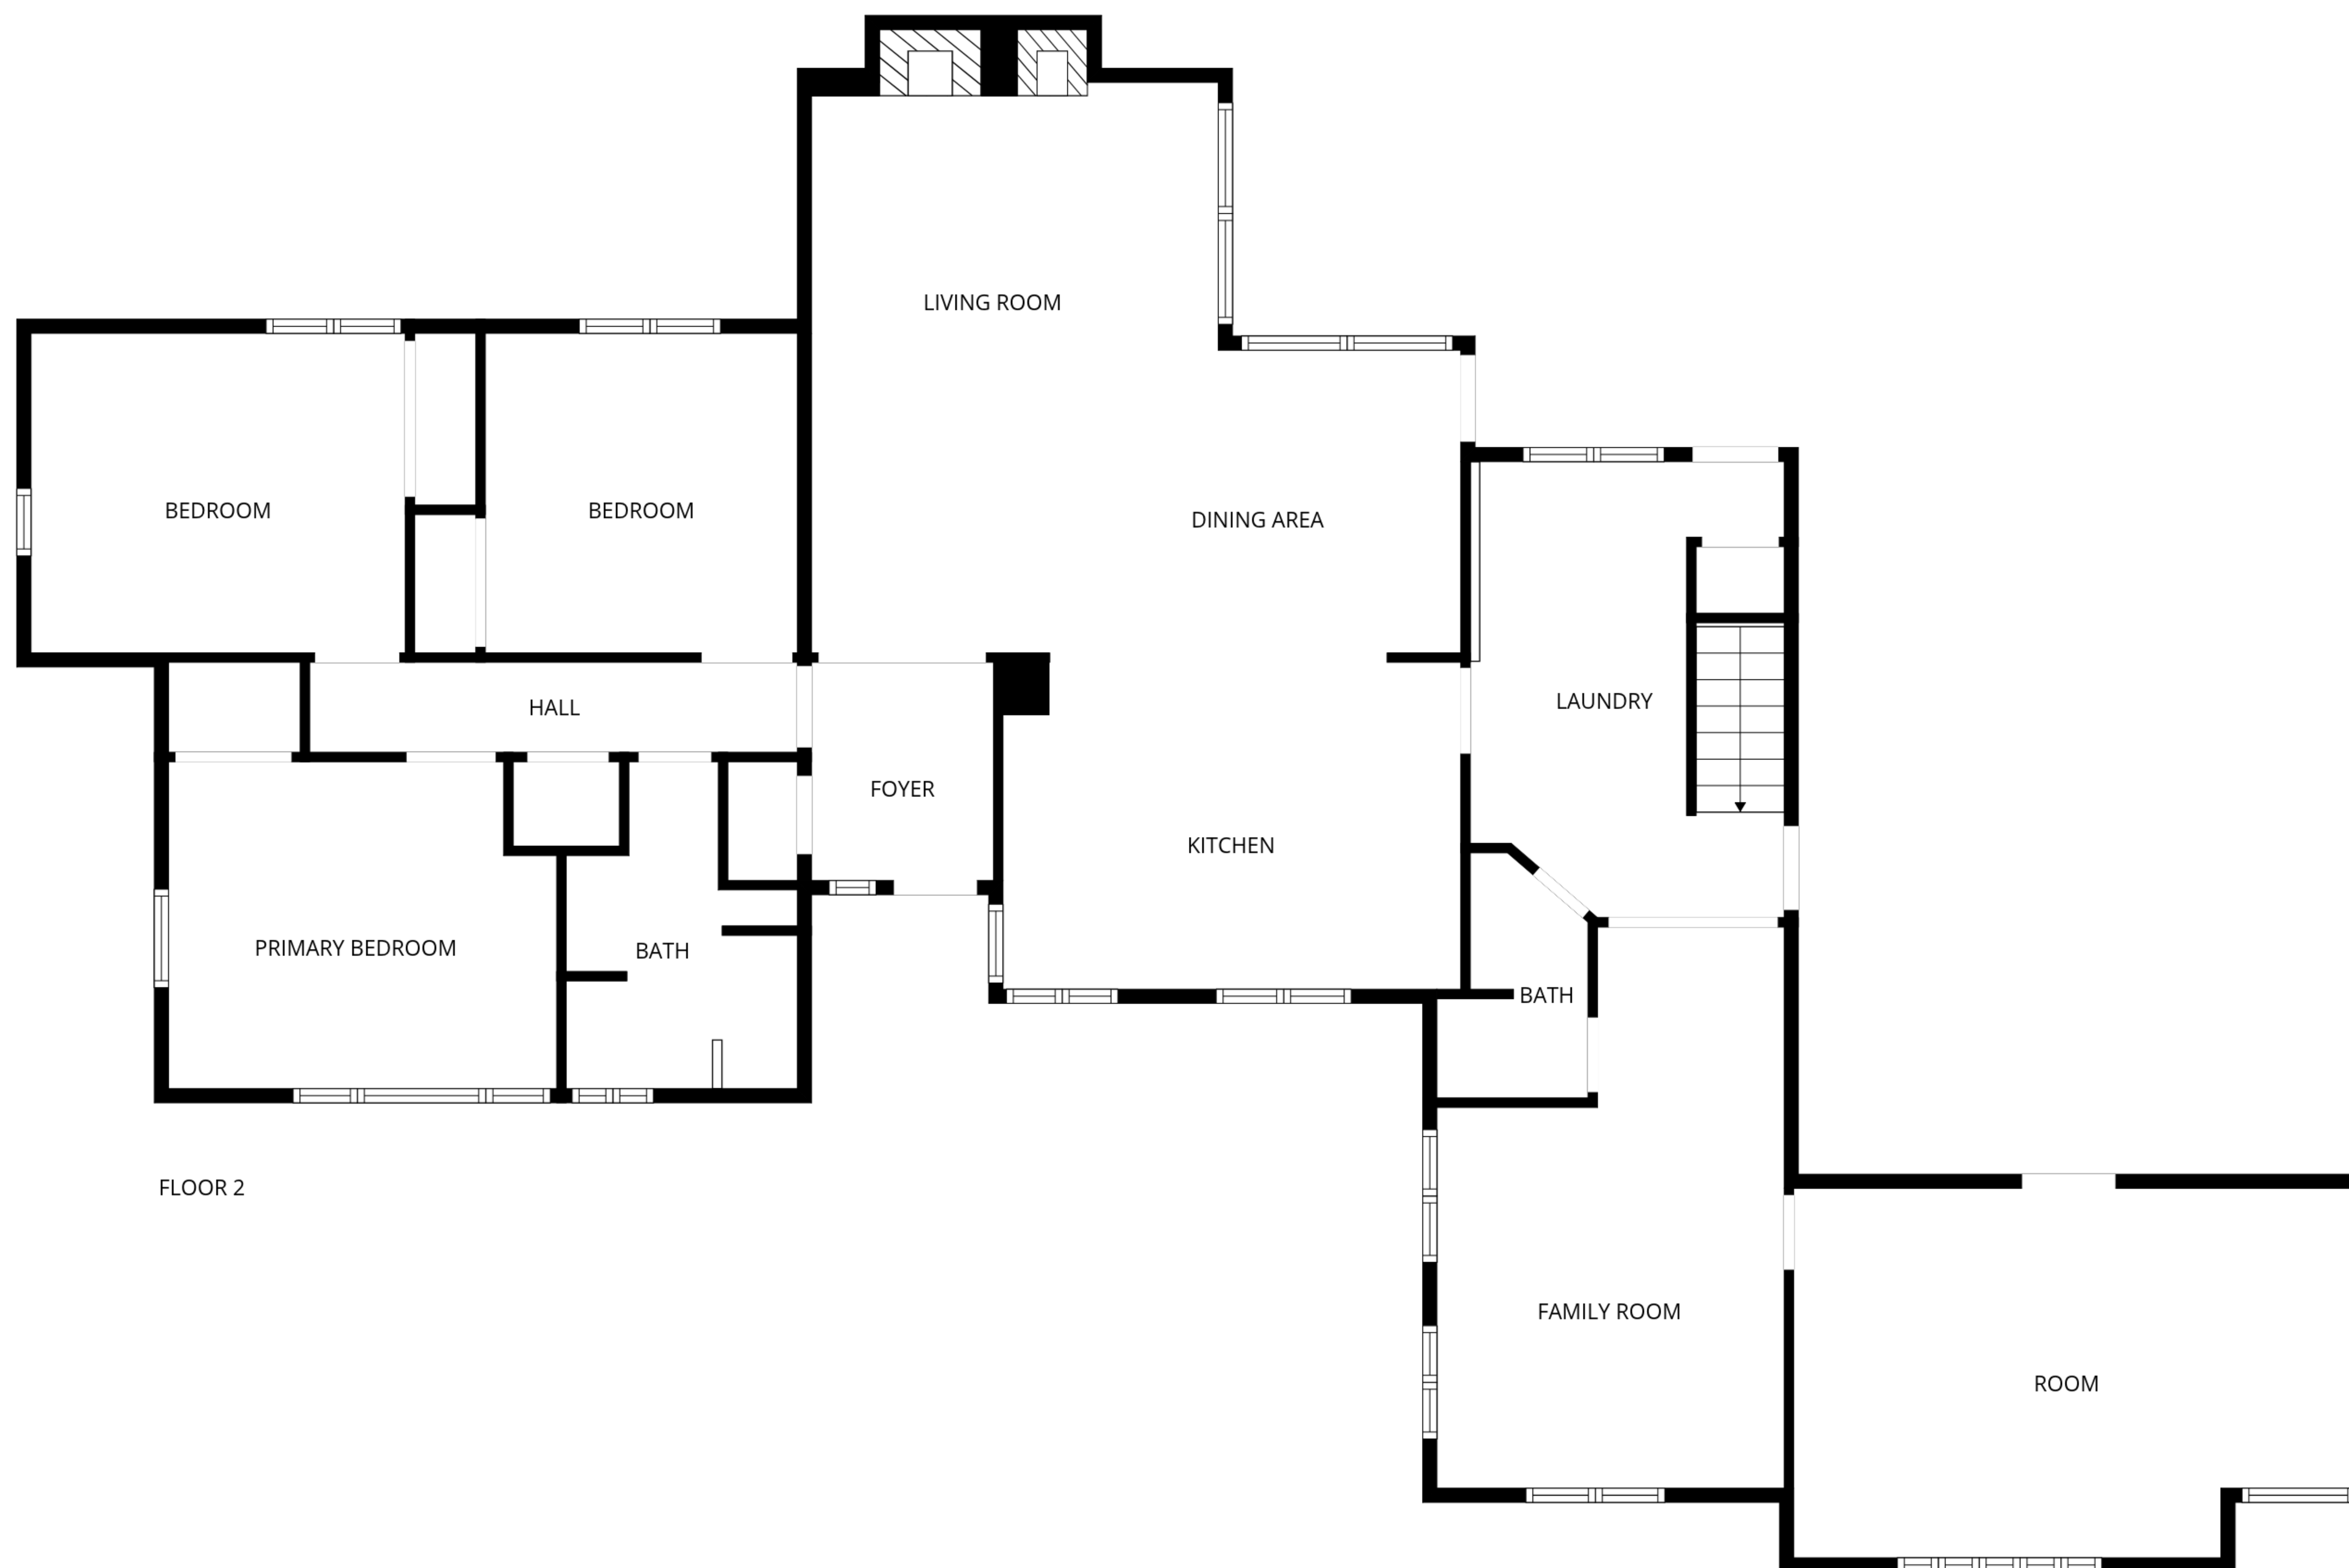 LIVING ROOM
BEDROOM
BEDROOM
DINING AREA
HALL
LAUNDRY
FOYER
KITCHEN
PRIMARY BEDROOM
BATH
BATH
FLOOR 2
FAMILY ROOM
ROOM